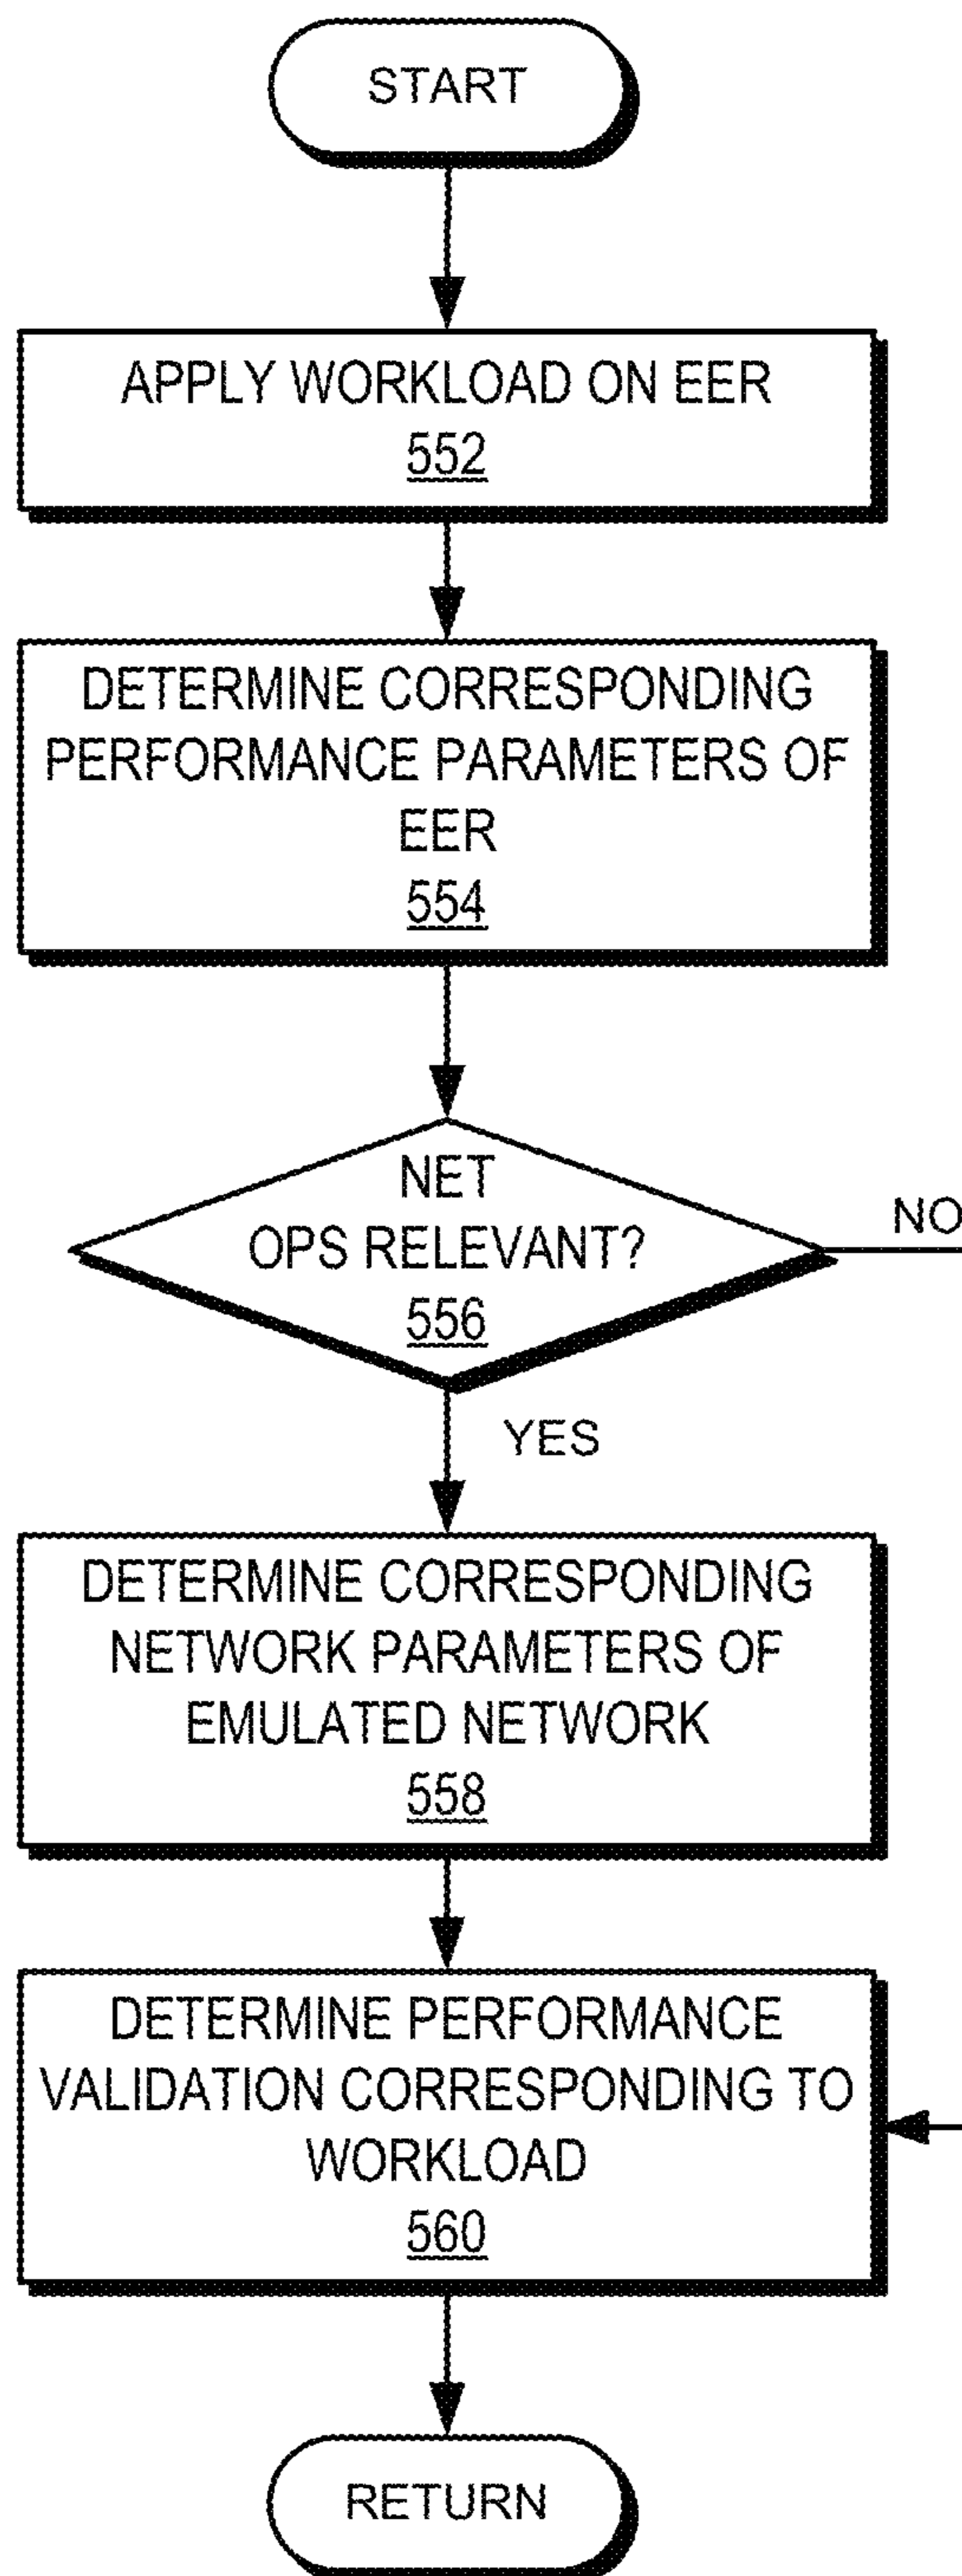 START
APPLY WORKLOAD ON EER
552
DETERMINE CORRESPONDING
PERFORMANCE PARAMETERS OF
EER
554
NET
OPS RELEVANT?
556
NO
YES
DETERMINE CORRESPONDING
NETWORK PARAMETERS OF
EMULATED NETWORK
558
DETERMINE PERFORMANCE
VALIDATION CORRESPONDING TO
WORKLOAD
560
RETURN